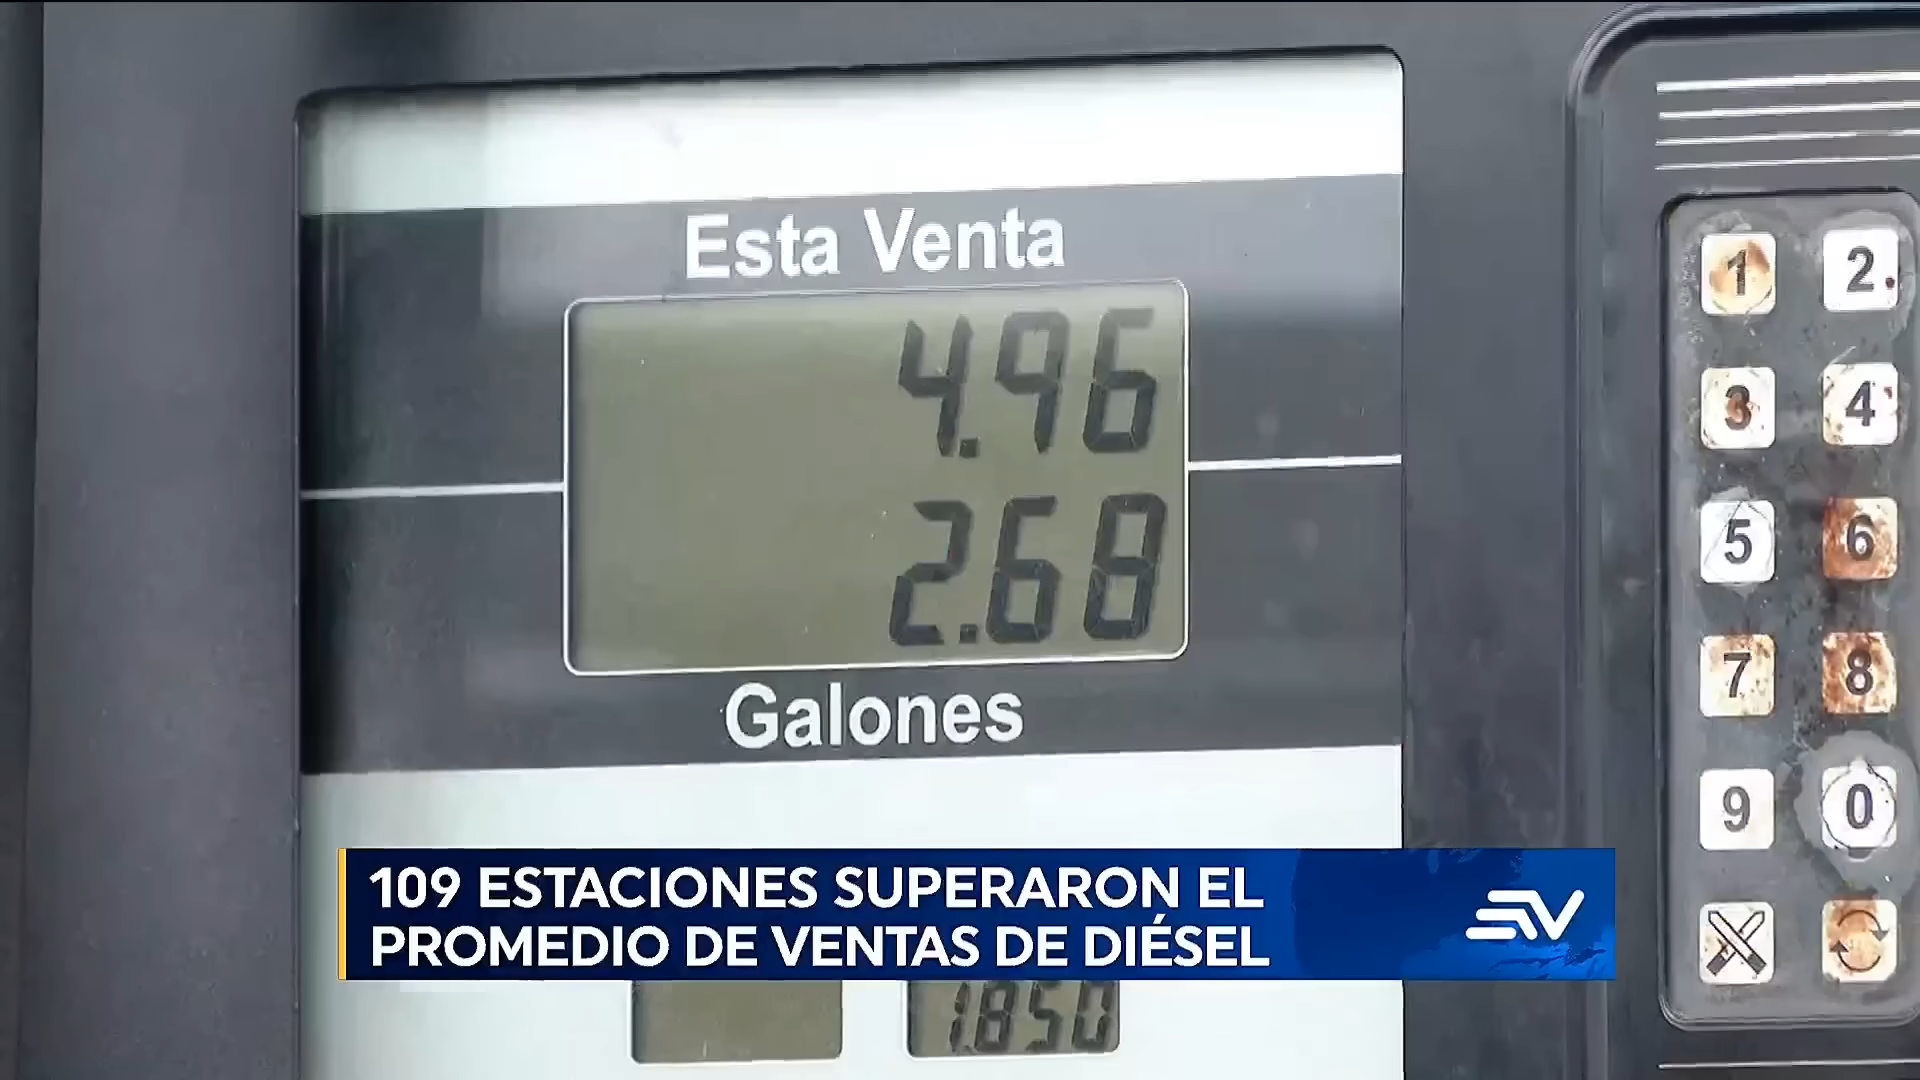 Esta Venta
4.96
2.68
Galones
1 2
3 4
5 6
7 8
9 0
109 ESTACIONES SUPERARON EL
PROMEDIO DE VENTAS DE DIÉSEL
EV
1.850